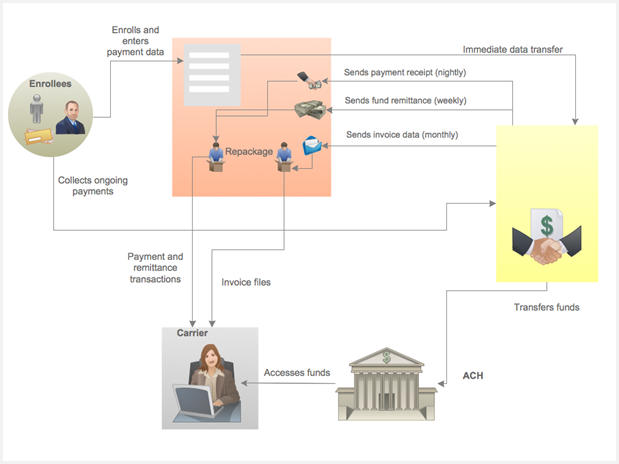 Enrolls and
enters
payment data
Immediate data transfer
Enrollees
Sends payment receipt (nightly)
Sends fund remittance (weekly)
Sends invoice data (monthly)
Repackage
Collects ongoing
payments
$
Payment and
remittance
transactions
Invoice files
Transfers funds
Carrier
$
Accesses funds
ACH